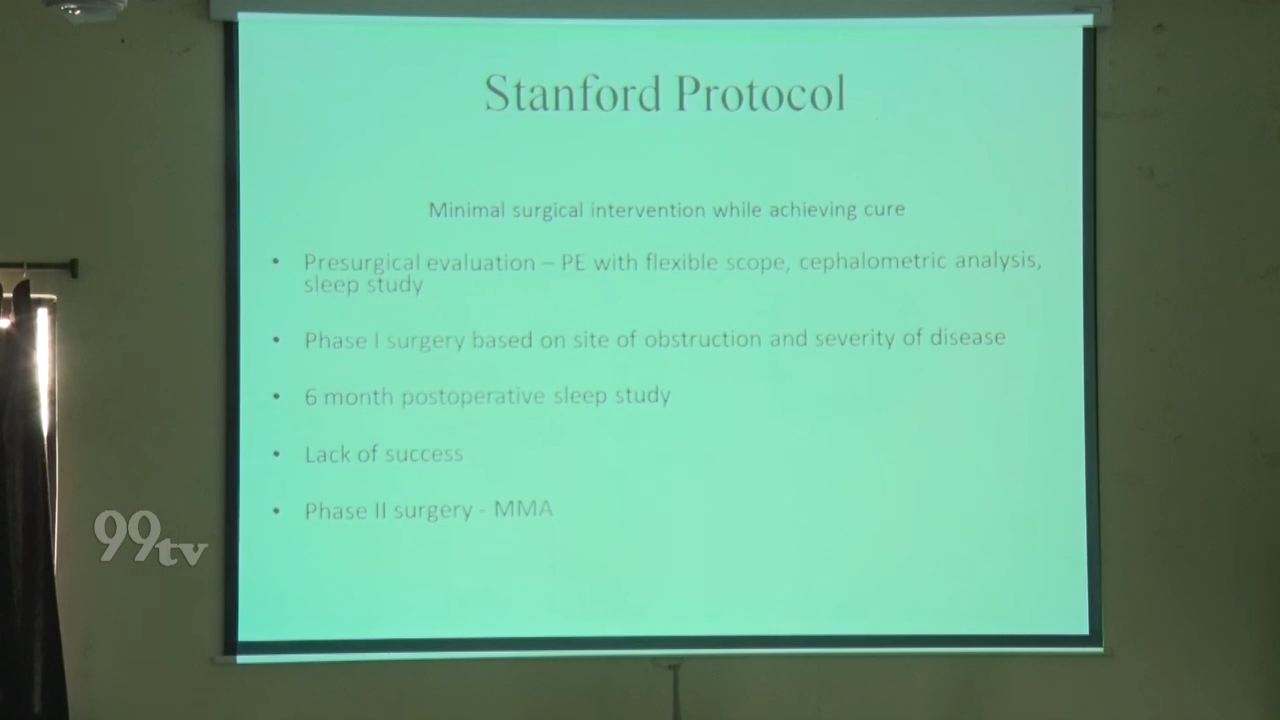 Stanford Protocol
Minimal surgical intervention while achieving cure
• Presurgical evaluation – PE with flexible scope, cephalometric analysis,
sleep study
• Phase I surgery based on site of obstruction and severity of disease
• 6 month postoperative sleep study
• Lack of success
• Phase II surgery - MMA
99tv